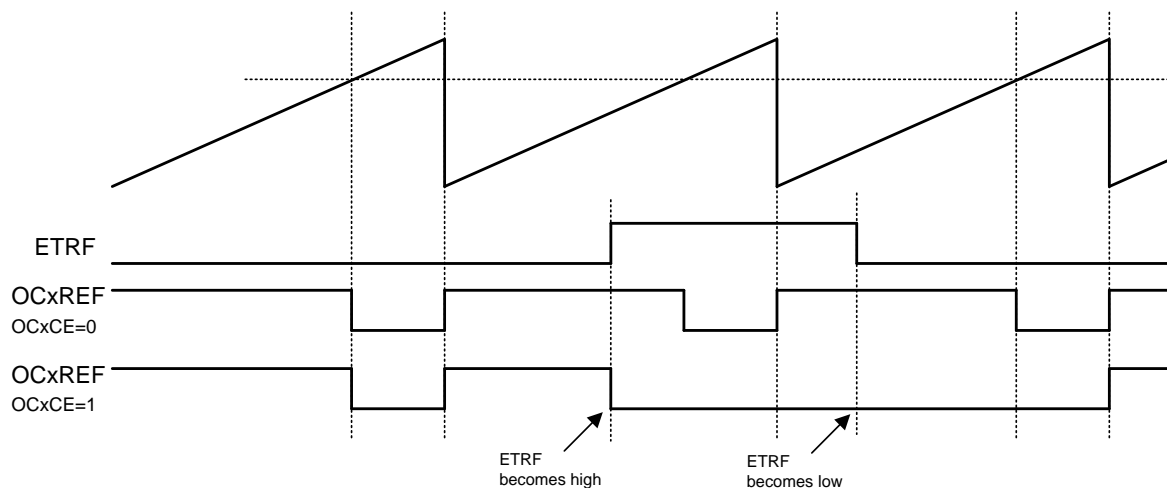 ETRF
OCxREF
OCxCE=0
OCxREF
OCxCE=1
ETRF
becomes high
ETRF
becomes low